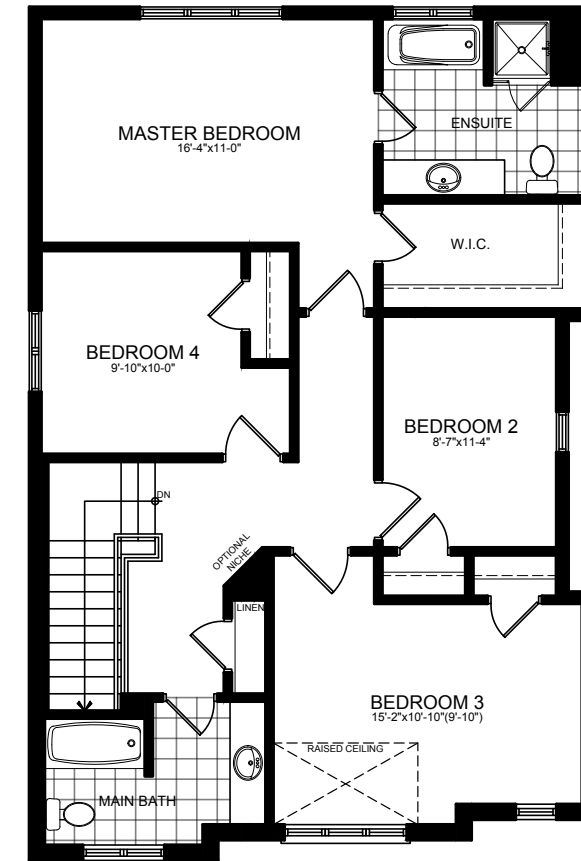 MASTER BEDROOM
16'-4"x11'-0"
ENSUITE
W.I.C.
BEDROOM 4
9'-10"x10-0"
BEDROOM 2
8'-7"x11-4"
DN
OPTIONAL
NICHE
LINEN
BEDROOM 3
15'-2"x10'-10"(9'-10")
RAISED CEILING
MAIN BATH